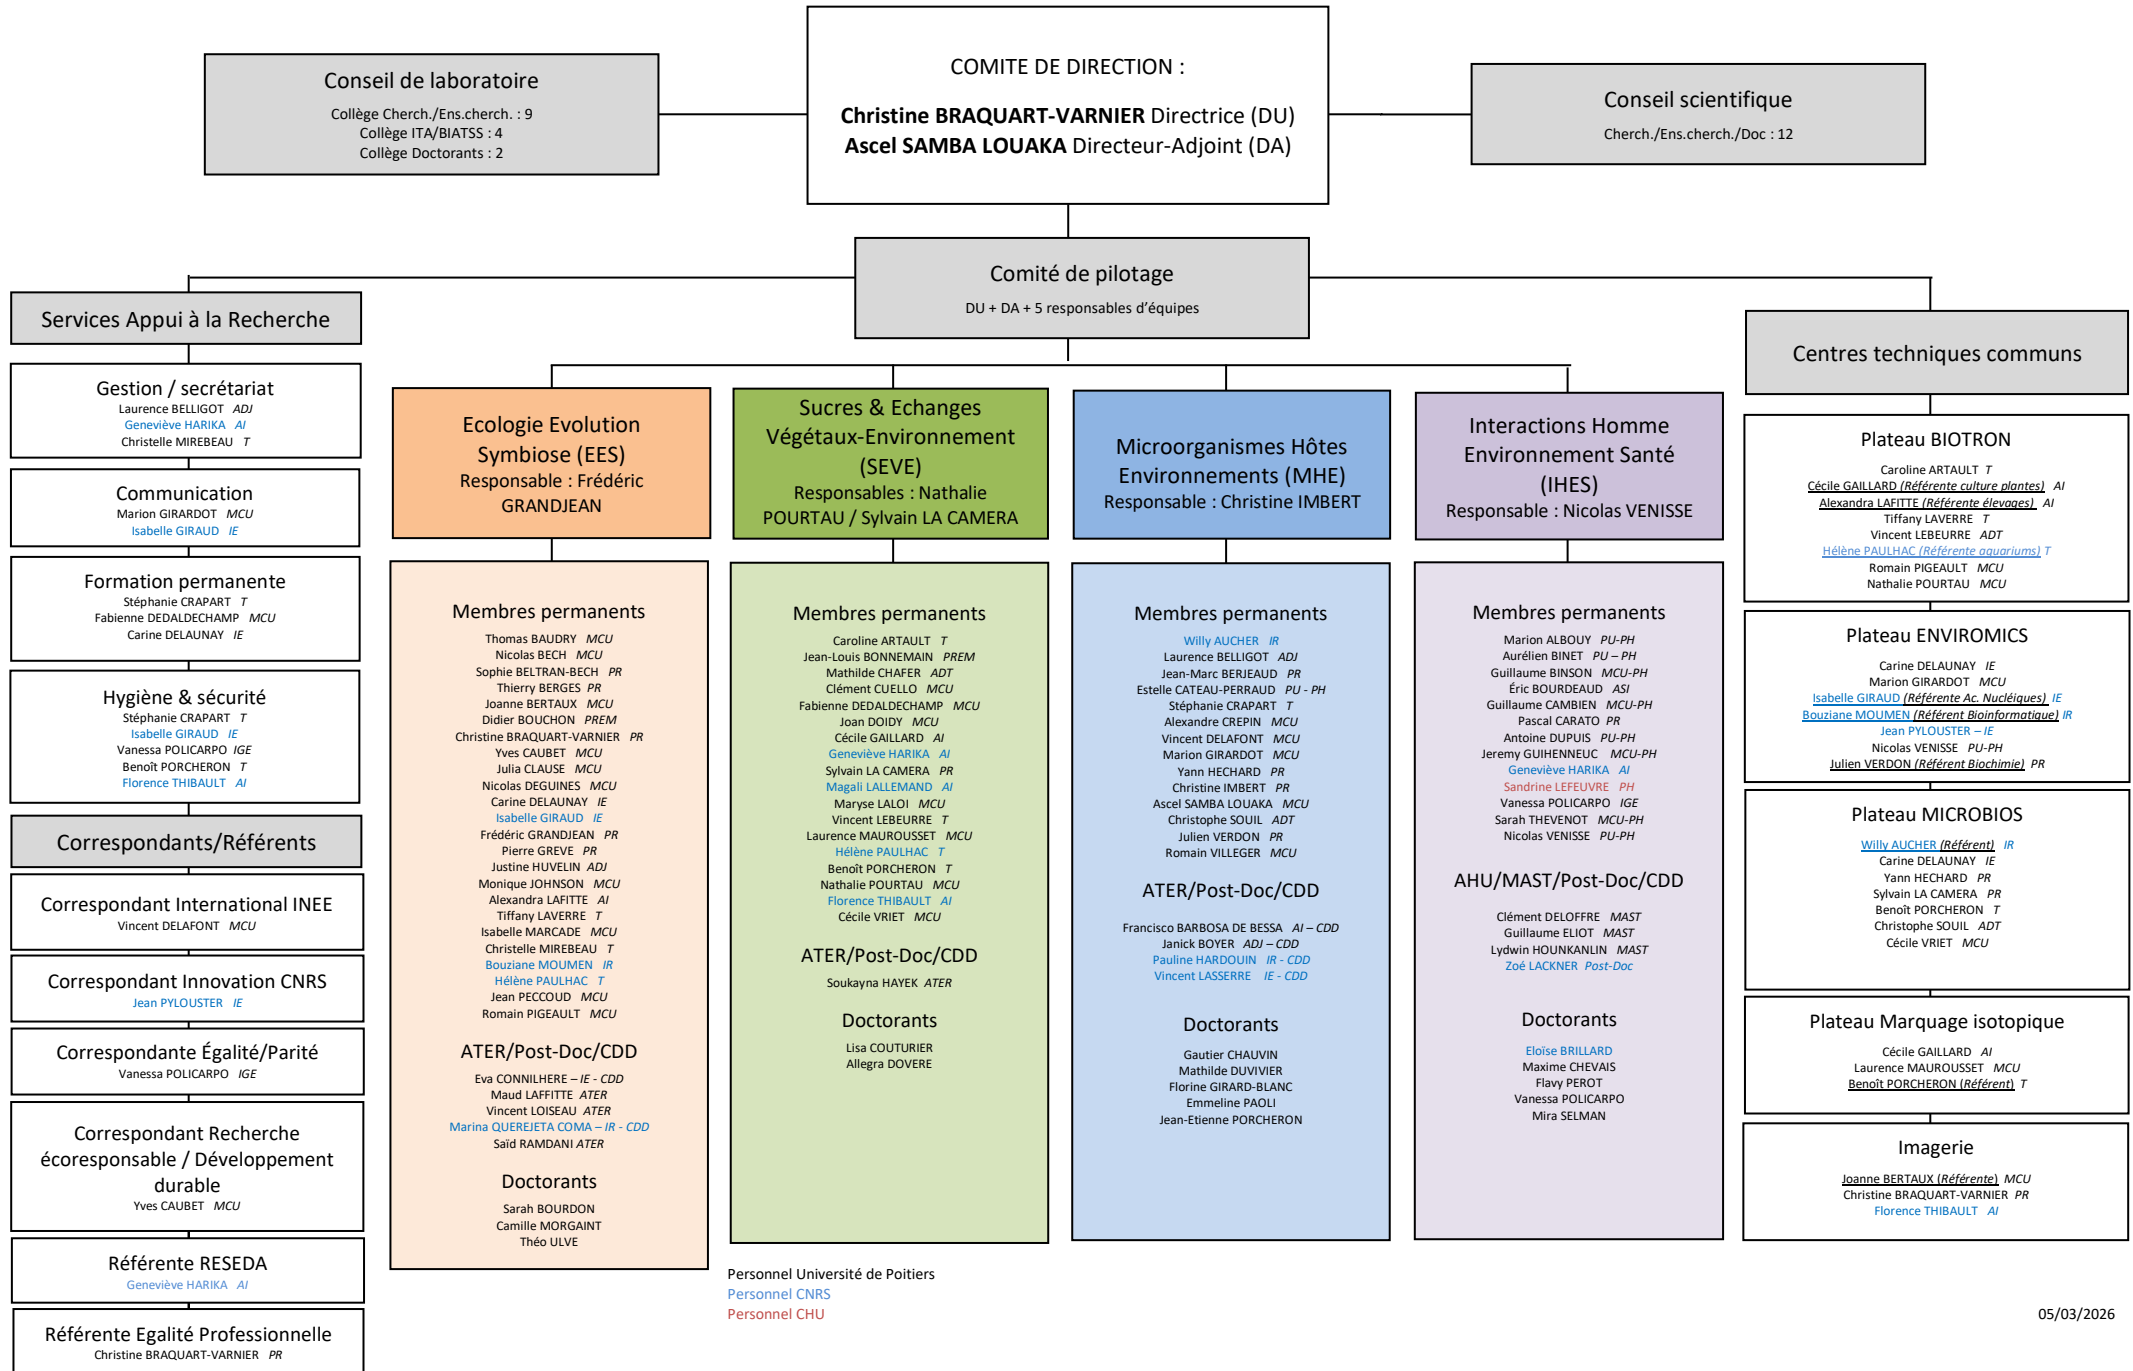 COMITE DE DIRECTION :
Christine BRAQUART-VARNIER Directrice (DU)
Ascel SAMBA LOUAKA Directeur-Adjoint (DA)
Conseil de laboratoire
Collège Cherch./Ens.cherch. : 9
Collège ITA/BIATSS : 4
Collège Doctorants : 2
Conseil scientifique
Cherch./Ens.cherch./Doc : 12
Comité de pilotage
DU + DA + 5 responsables d’équipes
Services Appui à la Recherche
Gestion / secrétariat
Laurence BELLIGOT ADJ
Geneviève HARIKA AI
Christelle MIREBEAU T
Communication
Marion GIRARDOT MCU
Isabelle GIRAUD IE
Formation permanente
Stéphanie CRAPART T
Fabienne DEDALDECHAMP MCU
Carine DELAUNAY IE
Hygiène & sécurité
Stéphanie CRAPART T
Isabelle GIRAUD IE
Vanessa POLICARPO IGE
Benoît PORCHERON T
Florence THIBAULT AI
Correspondants/Référents
Correspondant International INEE
Vincent DELAFONT MCU
Correspondant Innovation CNRS
Jean PYLOUSTER IE
Correspondante Égalité/Parité
Vanessa POLICARPO IGE
Correspondant Recherche
écoresponsable / Développement
durable
Yves CAUBET MCU
Référente RESEDA
Geneviève HARIKA AI
Référente Egalité Professionnelle
Christine BRAQUART-VARNIER PR
Ecologie Evolution
Symbiose (EES)
Responsable : Frédéric
GRANDJEAN
Membres permanents
Thomas BAUDRY MCU
Nicolas BECH MCU
Sophie BELTRAN-BECH PR
Thierry BERGES PR
Joanne BERTAUX MCU
Didier BOUCHON PREM
Christine BRAQUART-VARNIER PR
Yves CAUBET MCU
Julia CLAUSE MCU
Nicolas DEGUINES MCU
Carine DELAUNAY IE
Isabelle GIRAUD IE
Frédéric GRANDJEAN PR
Pierre GREVE PR
Justine HUVELIN ADJ
Monique JOHNSON MCU
Alexandra LAFITTE AI
Tiffany LAVERRE T
Isabelle MARCADE MCU
Christelle MIREBEAU T
Bouziane MOUMEN IR
Hélène PAULHAC T
Jean PECCOUD MCU
Romain PIGEAULT MCU
ATER/Post-Doc/CDD
Eva CONNILHERE – IE - CDD
Maud LAFFITTE ATER
Vincent LOISEAU ATER
Marina QUEREJETA COMA – IR - CDD
Saïd RAMDANI ATER
Doctorants
Sarah BOURDON
Camille MORGAINT
Théo ULVE
Sucres & Echanges
Végétaux-Environnement
(SEVE)
Responsables : Nathalie
POURTAU / Sylvain LA CAMERA
Membres permanents
Caroline ARTAULT T
Jean-Louis BONNEMAIN PREM
Mathilde CHAFER ADT
Clément CUELLO MCU
Fabienne DEDALDECHAMP MCU
Joan DOIDY MCU
Cécile GAILLARD AI
Geneviève HARIKA AI
Sylvain LA CAMERA PR
Magali LALLEMAND AI
Maryse LALOI MCU
Vincent LEBEURRE T
Laurence MAUROUSSET MCU
Hélène PAULHAC T
Benoît PORCHERON T
Nathalie POURTAU MCU
Florence THIBAULT AI
Cécile VRIET MCU
ATER/Post-Doc/CDD
Soukayna HAYEK ATER
Doctorants
Lisa COUTURIER
Allegra DOVERE
Microorganismes Hôtes
Environnements (MHE)
Responsable : Christine IMBERT
Membres permanents
Willy AUCHER IR
Laurence BELLIGOT ADJ
Jean-Marc BERJEAUD PR
Estelle CATEAU-PERRAUD PU - PH
Stéphanie CRAPART T
Alexandre CREPIN MCU
Vincent DELAFONT MCU
Marion GIRARDOT MCU
Yann HECHARD PR
Christine IMBERT PR
Ascel SAMBA LOUAKA MCU
Christophe SOUIL ADT
Julien VERDON PR
Romain VILLEGER MCU
ATER/Post-Doc/CDD
Francisco BARBOSA DE BESSA AI – CDD
Janick BOYER ADJ – CDD
Pauline HARDOUIN IR - CDD
Vincent LASSERRE IE - CDD
Doctorants
Gautier CHAUVIN
Mathilde DUVIVIER
Florine GIRARD-BLANC
Emmeline PAOLI
Jean-Etienne PORCHERON
Interactions Homme
Environnement Santé
(IHES)
Responsable : Nicolas VENISSE
Membres permanents
Marion ALBOUY PU-PH
Aurélien BINET PU – PH
Guillaume BINSON MCU-PH
Éric BOURDEAUD ASI
Guillaume CAMBIEN MCU-PH
Pascal CARATO PR
Antoine DUPUIS PU-PH
Jeremy GUIHENNEUC MCU-PH
Geneviève HARIKA AI
Sandrine LEFEUVRE PH
Vanessa POLICARPO IGE
Sarah THEVENOT MCU-PH
Nicolas VENISSE PU-PH
AHU/MAST/Post-Doc/CDD
Clément DELOFFRE MAST
Guillaume ELIOT MAST
Lydwin HOUNKANLIN MAST
Zoé LACKNER Post-Doc
Doctorants
Eloïse BRILLARD
Maxime CHEVAIS
Flavy PEROT
Vanessa POLICARPO
Mira SELMAN
Centres techniques communs
Plateau BIOTRON
Caroline ARTAULT T
Cécile GAILLARD (Référente culture plantes) AI
Alexandra LAFITTE (Référente élevages) AI
Tiffany LAVERRE T
Vincent LEBEURRE ADT
Hélène PAULHAC (Référente aquariums) T
Romain PIGEAULT MCU
Nathalie POURTAU MCU
Plateau ENVIROMICS
Carine DELAUNAY IE
Marion GIRARDOT MCU
Isabelle GIRAUD (Référente Ac. Nucléiques) IE
Bouziane MOUMEN (Référent Bioinformatique) IR
Jean PYLOUSTER – IE
Nicolas VENISSE PU-PH
Julien VERDON (Référent Biochimie) PR
Plateau MICROBIOS
Willy AUCHER (Référent) IR
Carine DELAUNAY IE
Yann HECHARD PR
Sylvain LA CAMERA PR
Benoît PORCHERON T
Christophe SOUIL ADT
Cécile VRIET MCU
Plateau Marquage isotopique
Cécile GAILLARD AI
Laurence MAUROUSSET MCU
Benoît PORCHERON (Référent) T
Imagerie
Joanne BERTAUX (Référente) MCU
Christine BRAQUART-VARNIER PR
Florence THIBAULT AI
Personnel Université de Poitiers
Personnel CNRS
Personnel CHU
05/03/2026